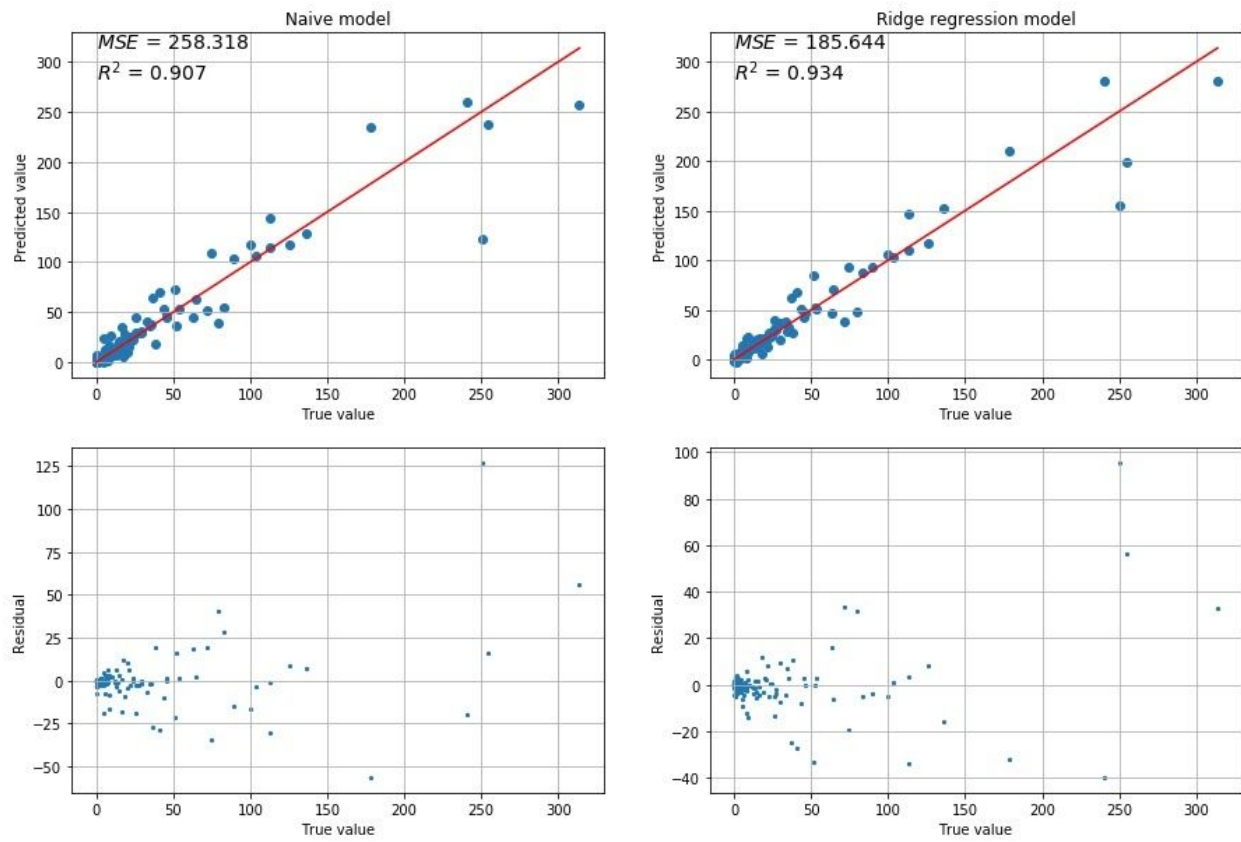 Naive model
MSE = 258.318
R² = 0.907
300
250
200
150
100
50
0
Predicted value
0 50 100 150 200 250 300
True value
Ridge regression model
MSE = 185.644
R² = 0.934
300
250
200
150
100
50
0
Predicted value
0 50 100 150 200 250 300
True value
125
100
75
50
25
0
−25
−50
Residual
0 50 100 150 200 250 300
True value
100
80
60
40
20
0
−20
−40
Residual
0 50 100 150 200 250 300
True value